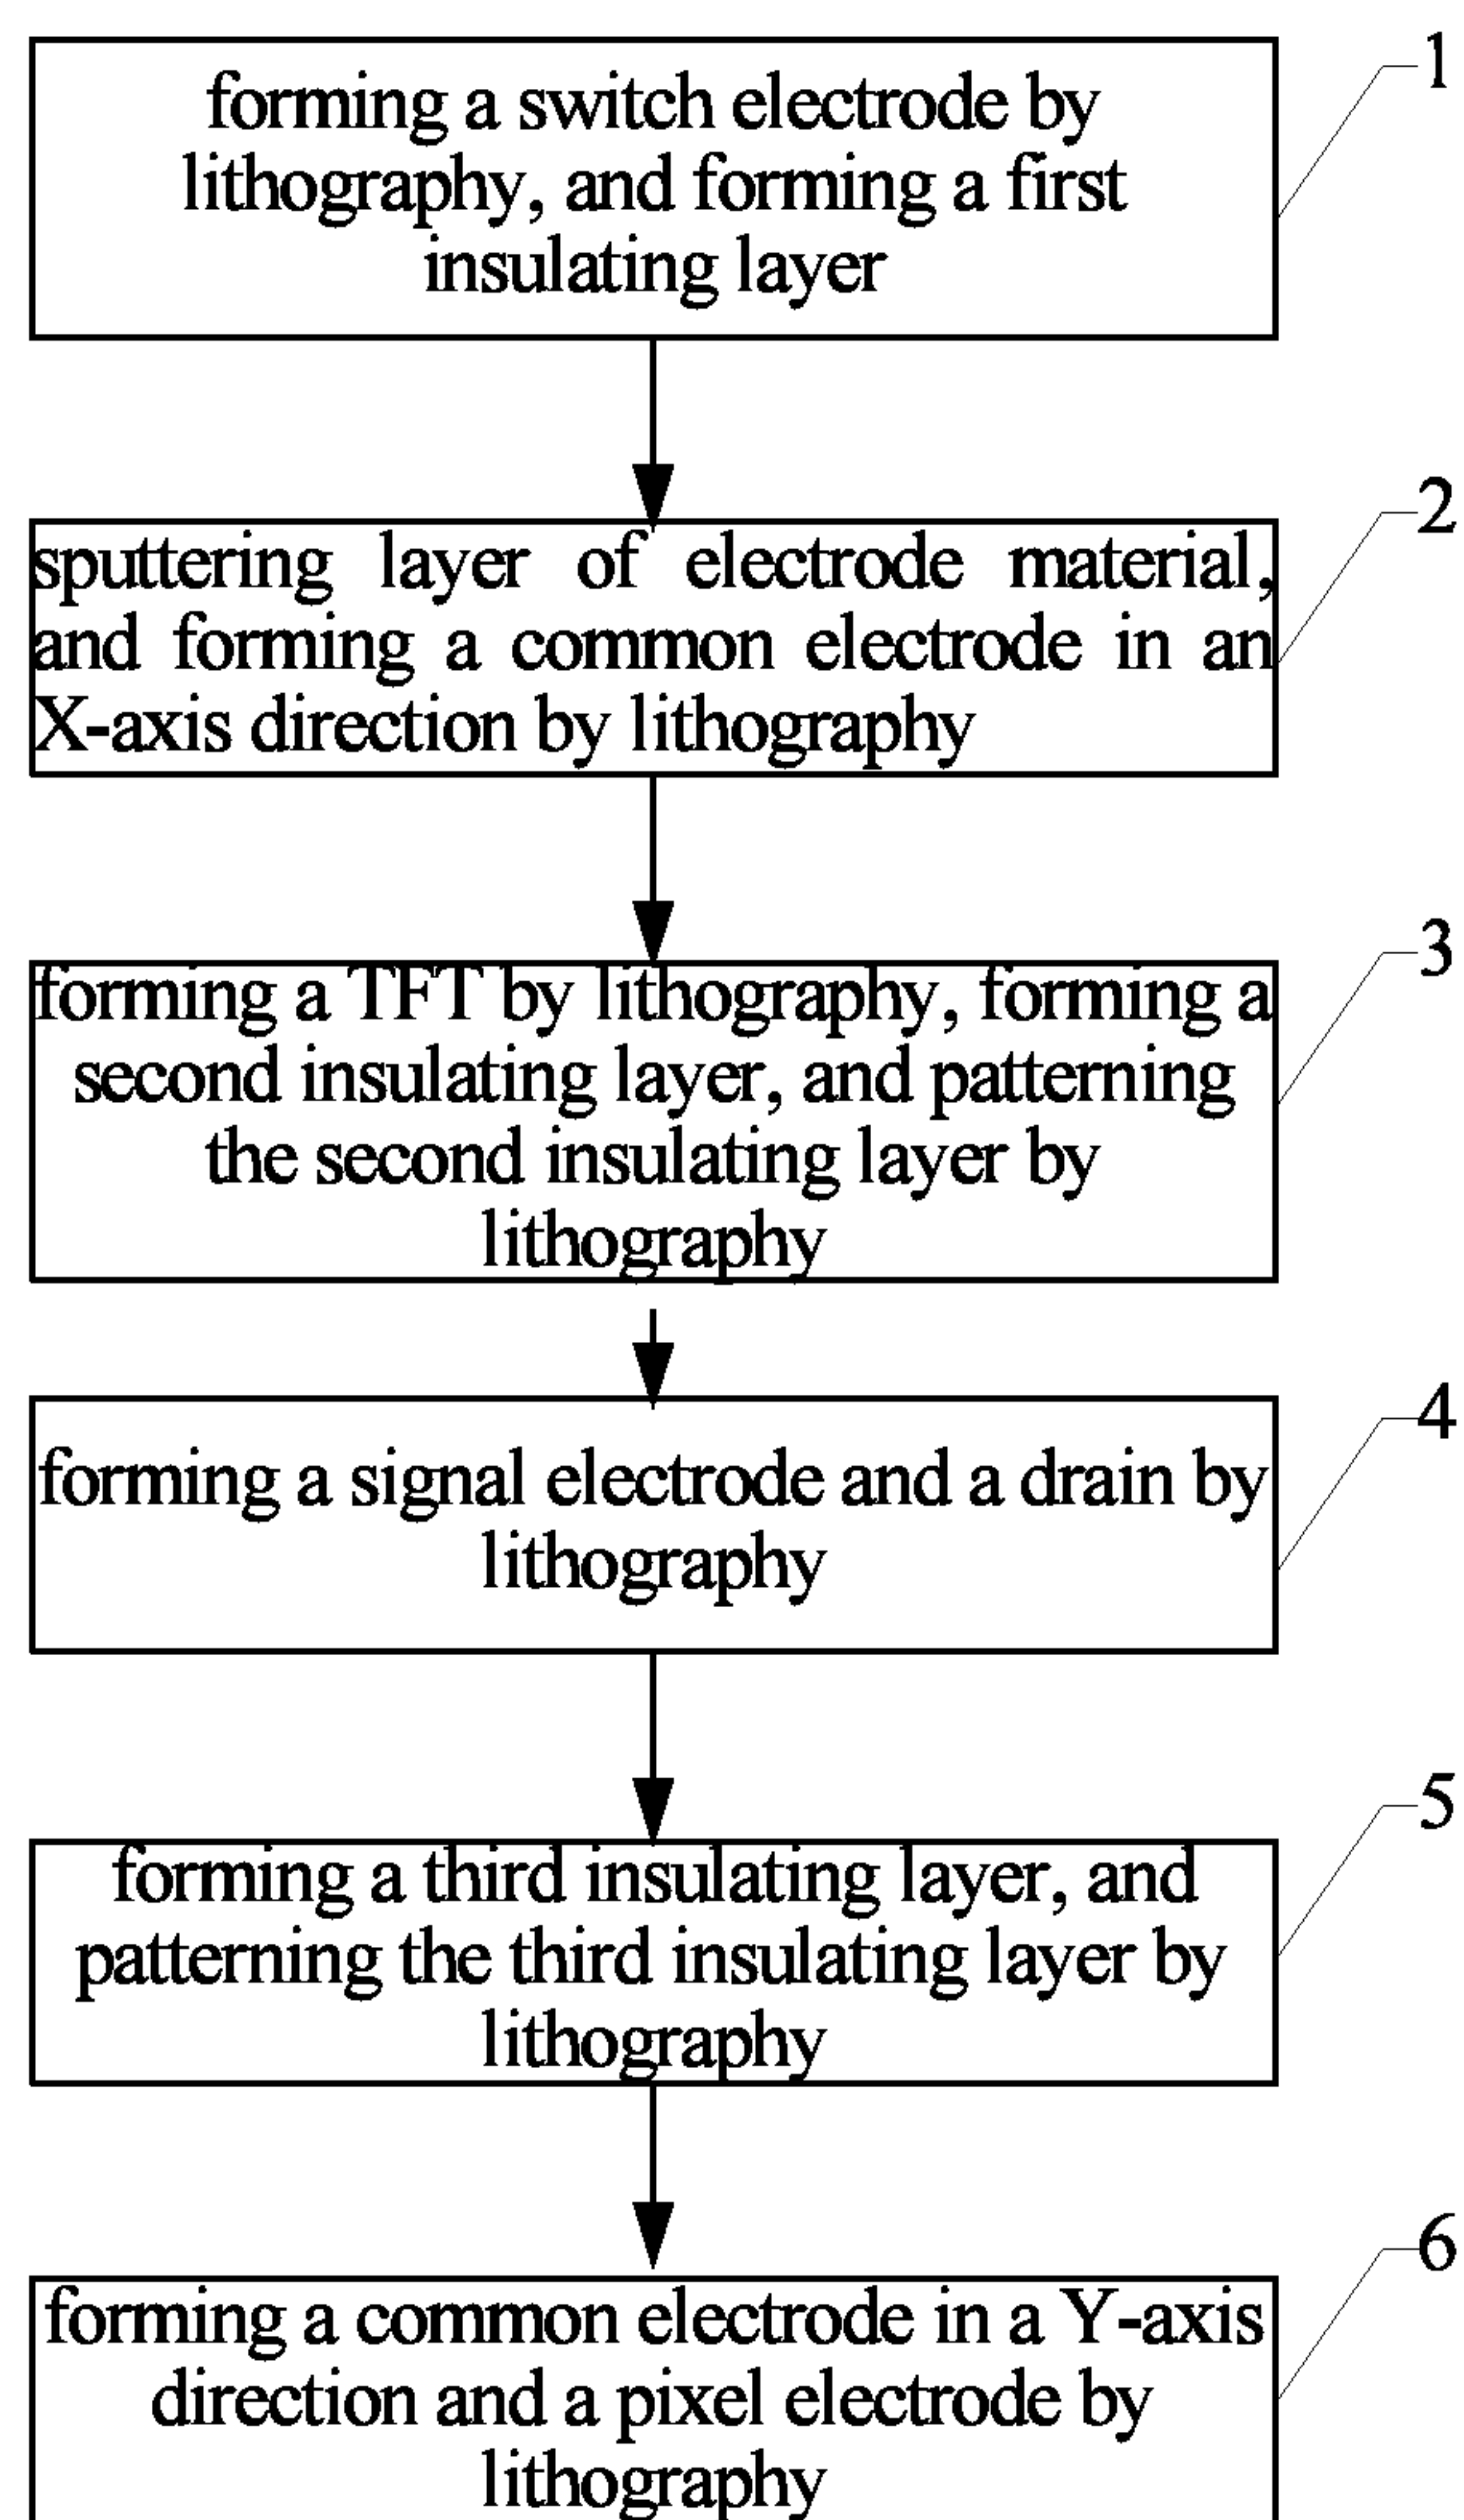 1
forming a switch electrode by
lithography, and forming a first
insulating layer
2
sputtering layer of electrode material,
and forming a common electrode in an
X-axis direction by lithography
3
forming a TFT by lithography, forming a
second insulating layer, and patterning
the second insulating layer by
lithography
4
forming a signal electrode and a drain by
lithography
5
forming a third insulating layer, and
patterning the third insulating layer by
lithography
6
forming a common electrode in a Y-axis
direction and a pixel electrode by
lithography